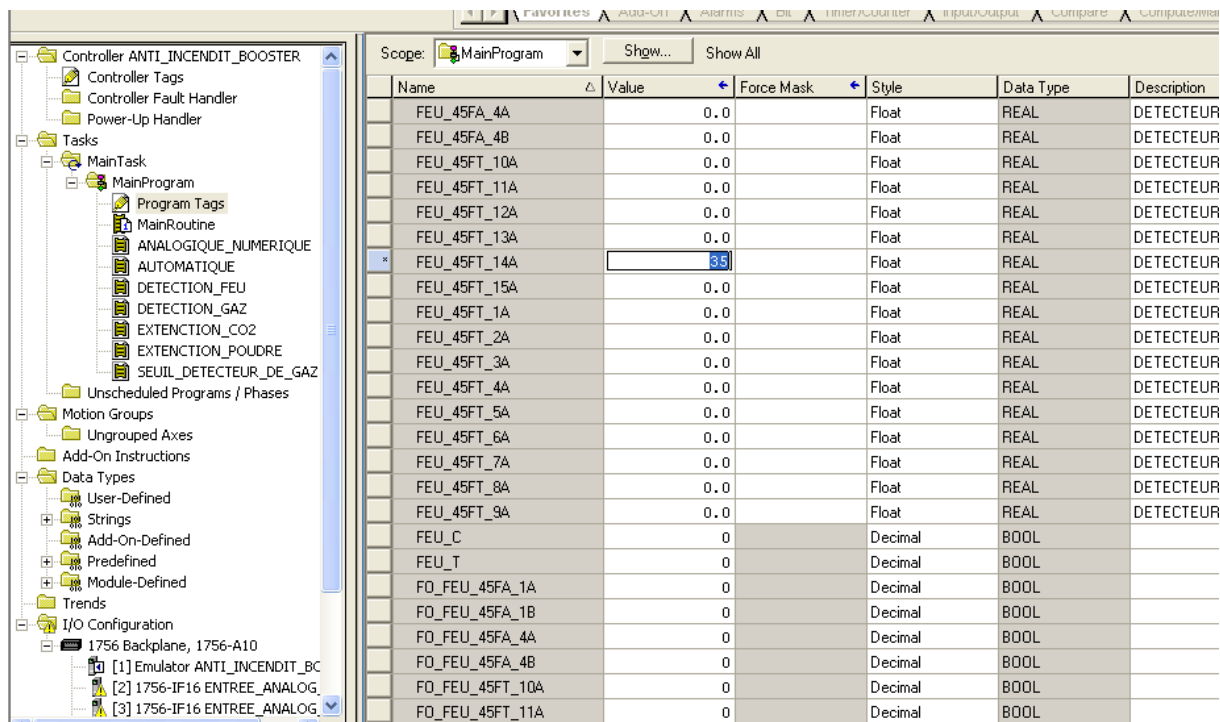 Favorites Add-On Alarms Bit Timer/Counter Input/Output Compare
Controller ANTI_INCENDIT_BOOSTER
Controller Tags
Controller Fault Handler
Power-Up Handler
Tasks
MainTask
MainProgram
Program Tags
MainRoutine
ANALOGIQUE_NUMERIQUE
AUTOMATIQUE
DETECTION_FEU
DETECTION_GAZ
EXTENCTION_CO2
EXTENCTION_POUDRE
SEUIL_DETECTEUR_DE_GAZ
Unscheduled Programs / Phases
Motion Groups
Ungrouped Axes
Add-On Instructions
Data Types
User-Defined
Strings
Add-On-Defined
Predefined
Module-Defined
Trends
I/O Configuration
1756 Backplane, 1756-A10
[1] Emulator ANTI_INCENDIT_BO
[2] 1756-IF16 ENTREE_ANALOG_
[3] 1756-IF16 ENTREE_ANALOG_
Scope: MainProgram Show... Show All
Name Value Force Mask Style Data Type Description
FEU_45FA_4A 0.0 Float REAL DETECTEUR
FEU_45FA_4B 0.0 Float REAL DETECTEUR
FEU_45FT_10A 0.0 Float REAL DETECTEUR
FEU_45FT_11A 0.0 Float REAL DETECTEUR
FEU_45FT_12A 0.0 Float REAL DETECTEUR
FEU_45FT_13A 0.0 Float REAL DETECTEUR
* FEU_45FT_14A 35 Float REAL DETECTEUR
FEU_45FT_15A 0.0 Float REAL DETECTEUR
FEU_45FT_1A 0.0 Float REAL DETECTEUR
FEU_45FT_2A 0.0 Float REAL DETECTEUR
FEU_45FT_3A 0.0 Float REAL DETECTEUR
FEU_45FT_4A 0.0 Float REAL DETECTEUR
FEU_45FT_5A 0.0 Float REAL DETECTEUR
FEU_45FT_6A 0.0 Float REAL DETECTEUR
FEU_45FT_7A 0.0 Float REAL DETECTEUR
FEU_45FT_8A 0.0 Float REAL DETECTEUR
FEU_45FT_9A 0.0 Float REAL DETECTEUR
FEU_C 0 Decimal BOOL
FEU_T 0 Decimal BOOL
FO_FEU_45FA_1A 0 Decimal BOOL
FO_FEU_45FA_1B 0 Decimal BOOL
FO_FEU_45FA_4A 0 Decimal BOOL
FO_FEU_45FA_4B 0 Decimal BOOL
FO_FEU_45FT_10A 0 Decimal BOOL
FO_FEU_45FT_11A 0 Decimal BOOL